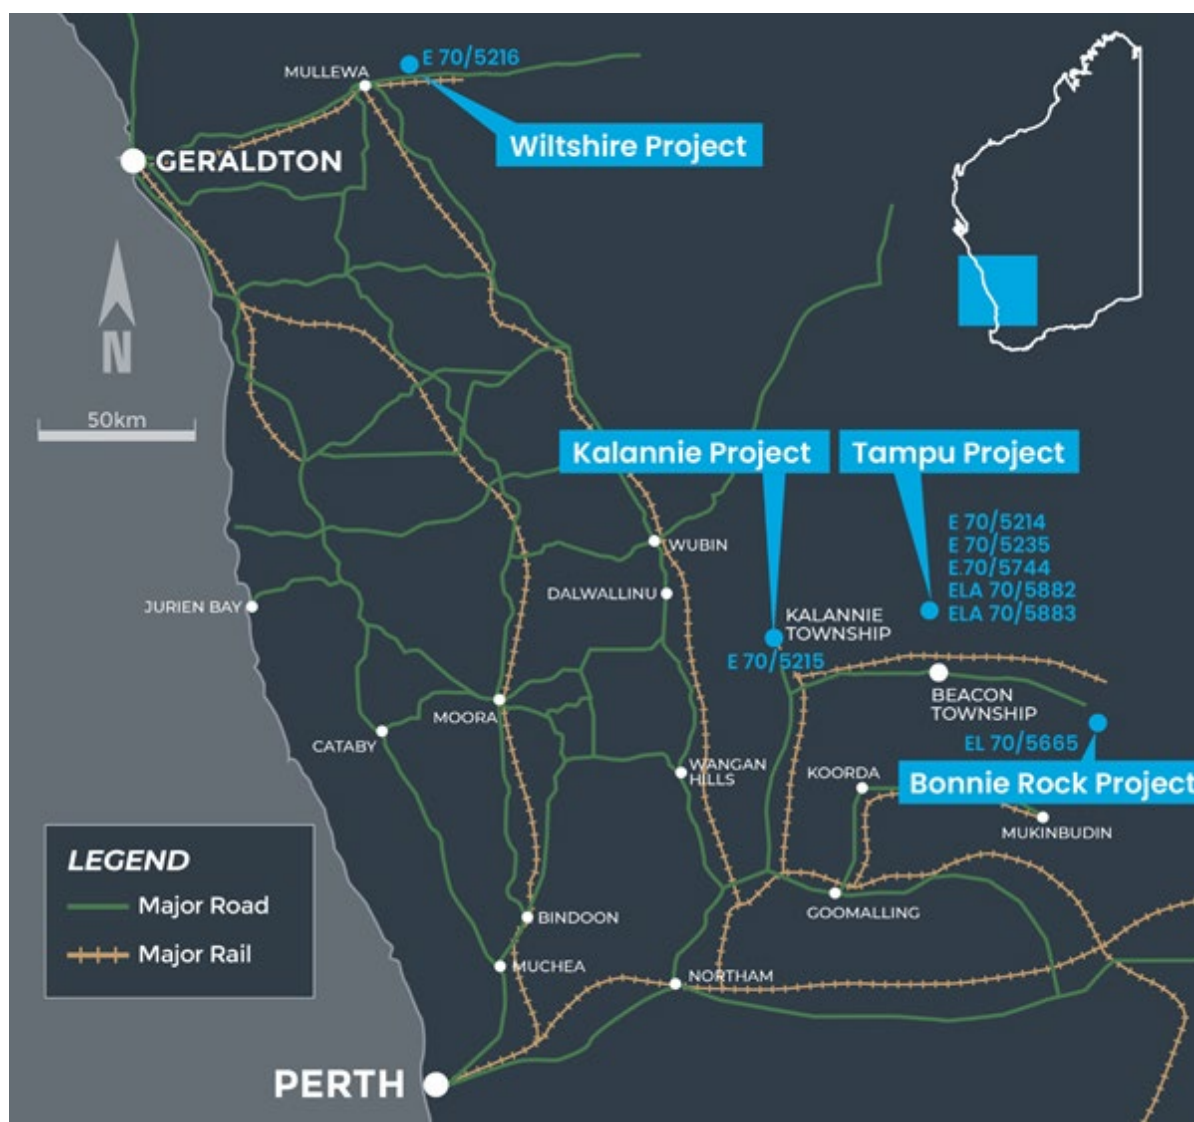 E 70/5216
MULLEWA
Wiltshire Project
GERALDTON
N
50km
Kalannie Project
Tampu Project
E 70/5214
E 70/5235
E.70/5744
ELA 70/5882
ELA 70/5883
WUBIN
DALWALLINU
JURIEN BAY
KALANNIE
TOWNSHIP
E 70/5215
BEACON
TOWNSHIP
MOORA
CATABY
EL 70/5665
WANGAN
HILLS
KOORDA
Bonnie Rock Project
MUKINBUDIN
LEGEND
Major Road
Major Rail
GOOMALLING
BINDOON
MUCHEA
NORTHAM
PERTH